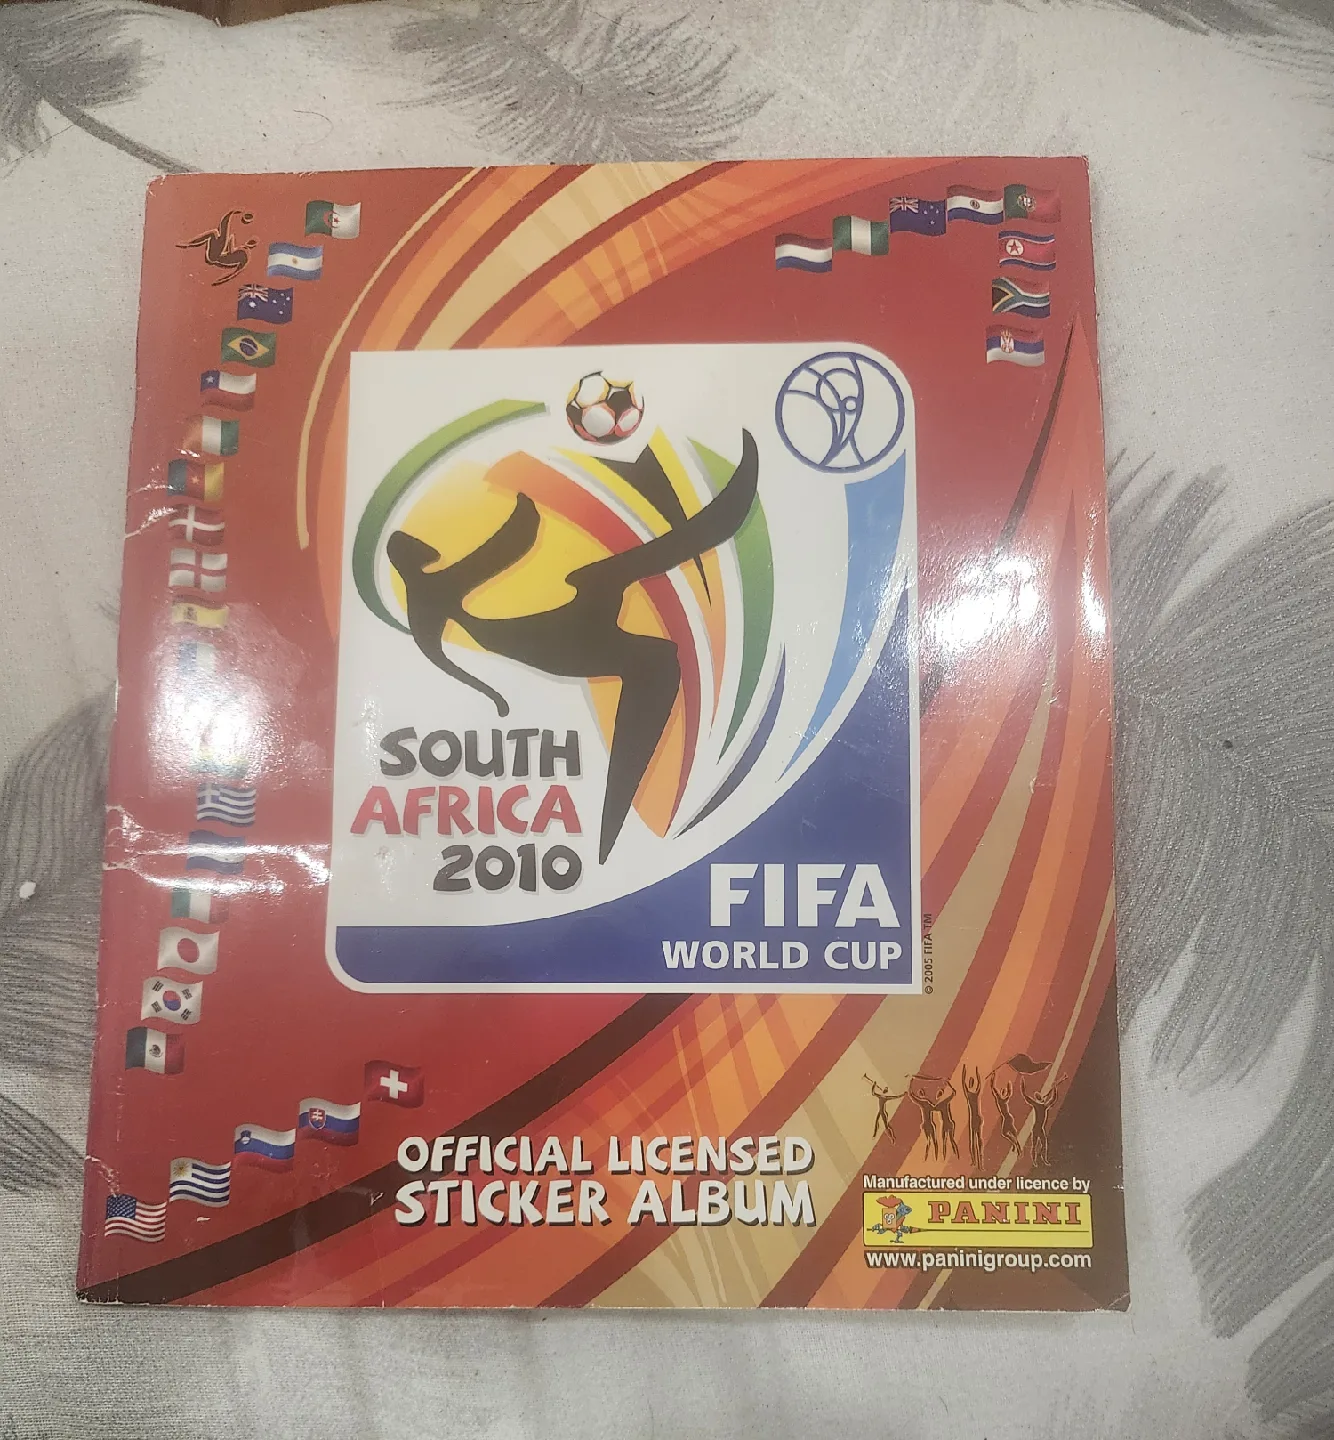 SOUTH
AFRICA
2010
FIFA
WORLD CUP
© 2005 FIFA TM
OFFICIAL LICENSED
STICKER ALBUM
Manufactured under licence by
PANINI
www.paninigroup.com